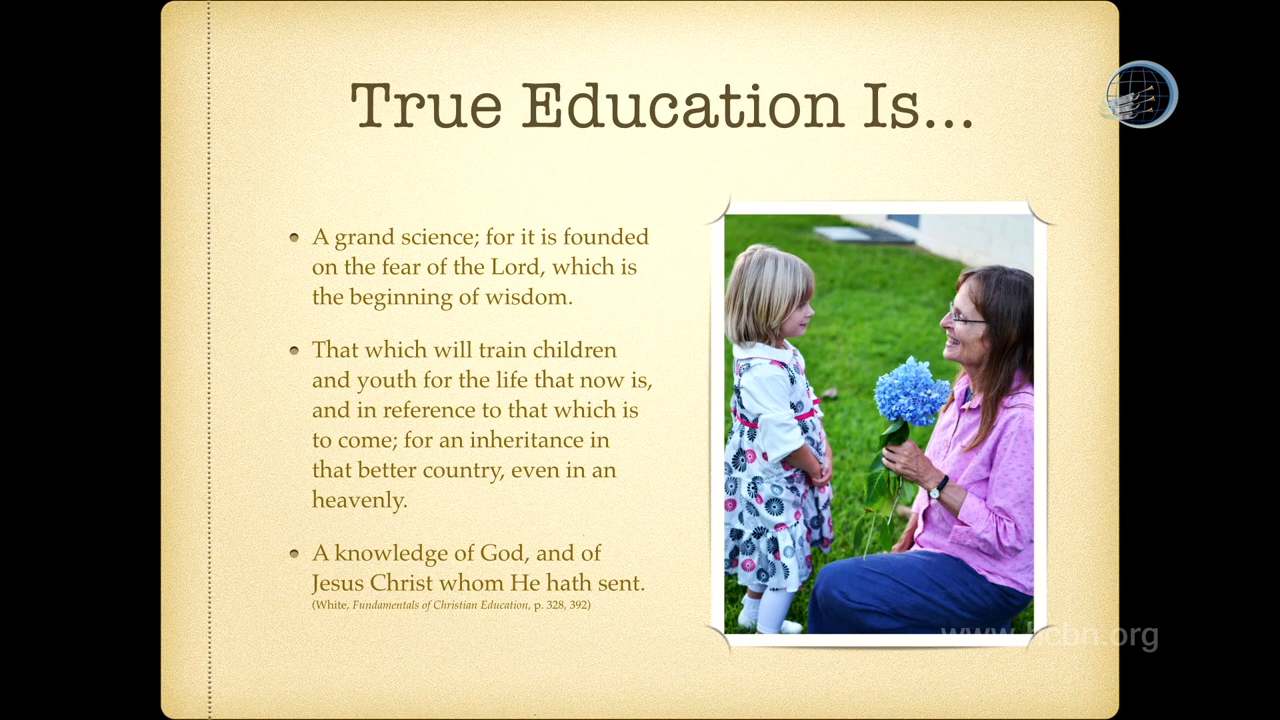 True Education Is...
A grand science; for it is founded
on the fear of the Lord, which is
the beginning of wisdom.
That which will train children
and youth for the life that now is,
and in reference to that which is
to come; for an inheritance in
that better country, even in an
heavenly.
A knowledge of God, and of
Jesus Christ whom He hath sent.
(White, Fundamentals of Christian Education, p. 328, 392)
www.hcbn.org